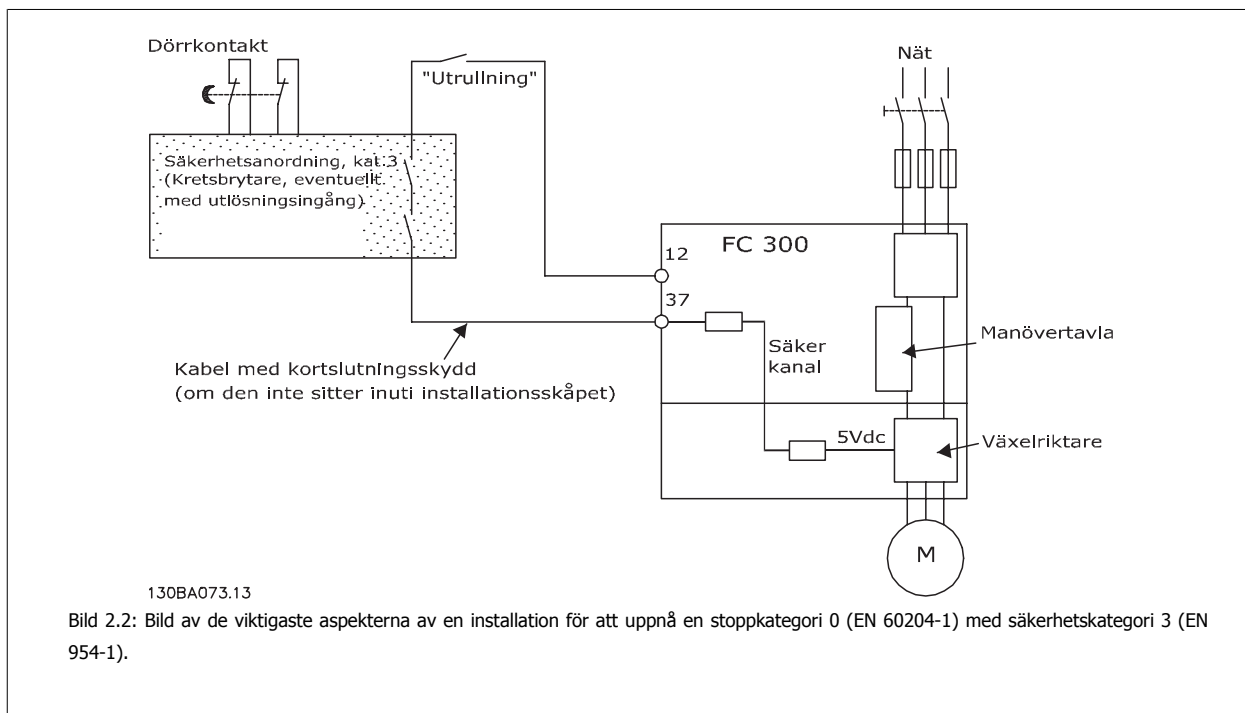 Dörrkontakt
"Utrullning"
Nät
Säkerhetsanordning, kat.3
(Kretsbrytare, eventuellt
med utlösningsingång)
FC 300
12
37
Säker
kanal
Manövertavla
Kabel med kortslutningsskydd
(om den inte sitter inuti installationsskåpet)
5Vdc
Växelriktare
M
130BA073.13
Bild 2.2: Bild av de viktigaste aspekterna av en installation för att uppnå en stoppkategori 0 (EN 60204-1) med säkerhetskategori 3 (EN
954-1).